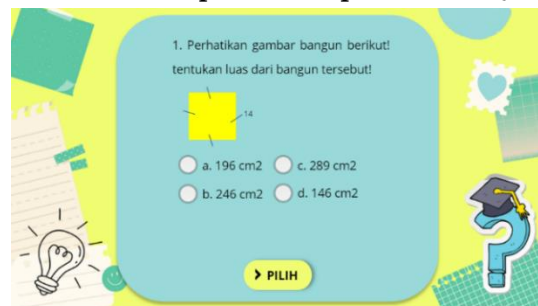 1. Perhatikan gambar bangun berikut!
tentukan luas dari bangun tersebut!
14
a. 196 cm2 c. 289 cm2
b. 246 cm2 d. 146 cm2
> PILIH